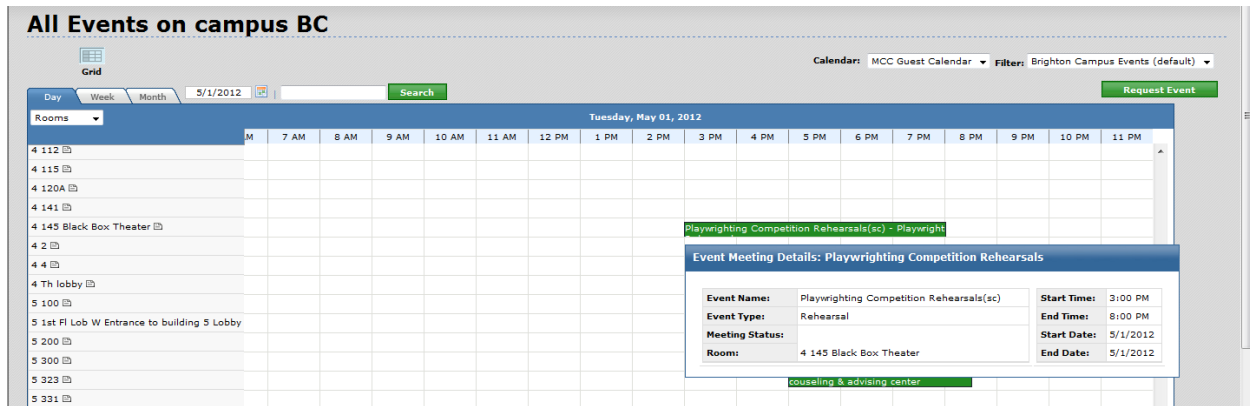 All Events on campus BC
Grid
Calendar: MCC Guest Calendar Filter: Brighton Campus Events (default)
Day Week Month 5/1/2012 Search
Request Event
Rooms
Tuesday, May 01, 2012
7 AM 8 AM 9 AM 10 AM 11 AM 12 PM 1 PM 2 PM 3 PM 4 PM 5 PM 6 PM 7 PM 8 PM 9 PM 10 PM 11 PM
4 112
4 115
4 120A
4 141
4 145 Black Box Theater
Playwrighting Competition Rehearsals(sc) - Playwright
4 2
4 4
4 Th lobby
5 100
5 1st Fl Lob W Entrance to building 5 Lobby
5 200
5 300
5 323
5 331
Event Meeting Details: Playwrighting Competition Rehearsals
Event Name: Playwrighting Competition Rehearsals(sc) Start Time: 3:00 PM
Event Type: Rehearsal End Time: 8:00 PM
Meeting Status: Start Date: 5/1/2012
Room: 4 145 Black Box Theater End Date: 5/1/2012
couseling & advising center